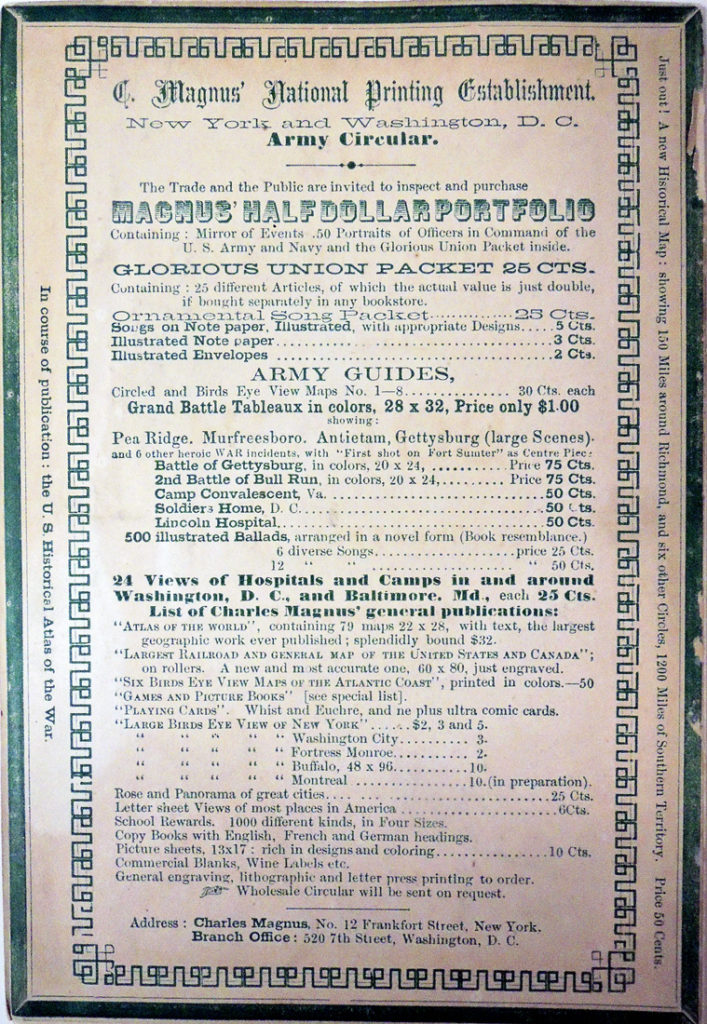 C. Magnus' National Printing Establishment.
New York and Washington, D. C.
Army Circular.
The Trade and the Public are invited to inspect and purchase
MAGNUS' HALF DOLLAR PORTFOLIO
Containing : Mirror of Events .50 Portraits of Officers in Command of the
U. S. Army and Navy and the Glorious Union Packet inside.
GLORIOUS UNION PACKET 25 CTS.
Containing : 25 different Articles, of which the actual value is just double,
if bought separately in any bookstore.
Ornamental Song Packet............25 Cts.
Songs on Note paper, Illustrated, with appropriate Designs.....5 Cts.
Illustrated Note paper........................................3 Cts.
Illustrated Envelopes ........................................2 Cts.
ARMY GUIDES,
Circled and Birds Eye View Maps No. 1—8.............. 30 Cts. each
Grand Battle Tableaux in colors, 28 x 32, Price only $1.00
showing :
Pea Ridge. Murfreesboro. Antietam, Gettysburg (large Scenes).
and 6 other heroic WAR incidents, with "First shot on Fort Sumter" as Centre Piece
Battle of Gettysburg, in colors, 20 x 24, ...........Price 75 Cts.
2nd Battle of Bull Run, in colors, 20 x 24,......... Price 75 Cts.
Camp Convalescent, Va................................50 Cts.
Soldiers Home, D. C..................................50 Cts.
Lincoln Hospital.....................................50 Cts.
500 illustrated Ballads, arranged in a novel form (Book resemblance.)
6 diverse Songs......................price 25 Cts.
12 " " ...................... " 50 Cts.
24 Views of Hospitals and Camps in and around
Washington, D. C., and Baltimore. Md., each 25 Cts.
List of Charles Magnus' general publications:
"ATLAS OF THE WORLD", containing 79 maps 22 x 28, with text, the largest
geographic work ever published ; splendidly bound $32.
"LARGEST RAILROAD AND GENERAL MAP OF THE UNITED STATES AND CANADA";
on rollers. A new and most accurate one, 60 x 80, just engraved.
"SIX BIRDS EYE VIEW MAPS OF THE ATLANTIC COAST", printed in colors.—50
"GAMES AND PICTURE BOOKS" [see special list].
"PLAYING CARDS". Whist and Euchre, and ne plus ultra comic cards.
"LARGE BIRDS EYE VIEW OF NEW YORK"......$2, 3 and 5.
" " " " " Washington City.......... 3.
" " " " " Fortress Monroe.......... 2.
" " " " " Buffalo, 48 x 96..........10.
" " " " " Montreal ................10.(in preparation).
Rose and Panorama of great cities.............................25 Cts.
Letter sheet Views of most places in America ....................6Cts.
School Rewards. 1000 different kinds, in Four Sizes.
Copy Books with English, French and German headings.
Picture sheets, 13x17 : rich in designs and coloring................10 Cts.
Commercial Blanks, Wine Labels etc.
General engraving, lithographic and letter press printing to order.
Wholesale Circular will be sent on request.
Address : Charles Magnus, No. 12 Frankfort Street, New York.
Branch Office : 520 7th Street, Washington, D. C.
In course of publication : the U. S. Historical Atlas of the War.
Just out! A new Historical Map : showing 150 Miles around Richmond, and six other Circles, 1200 Miles of Southern Territory. Price 50 Cents.